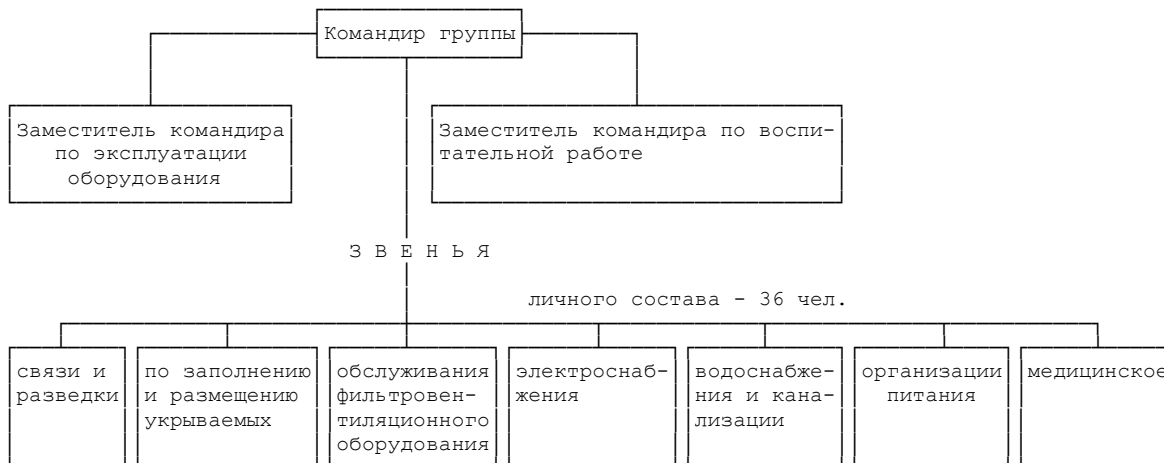 Командир группы
Заместитель командира
по эксплуатации
оборудования
Заместитель командира по воспи-
тательной работе
З В Е Н Ь Я
личного состава - 36 чел.
связи и
разведки
по заполнению
и размещению
укрываемых
обслуживания
фильтровен-
тиляционного
оборудования
электроснаб-
жения
водоснабже-
ния и кана-
лизации
организации
питания
медицинское